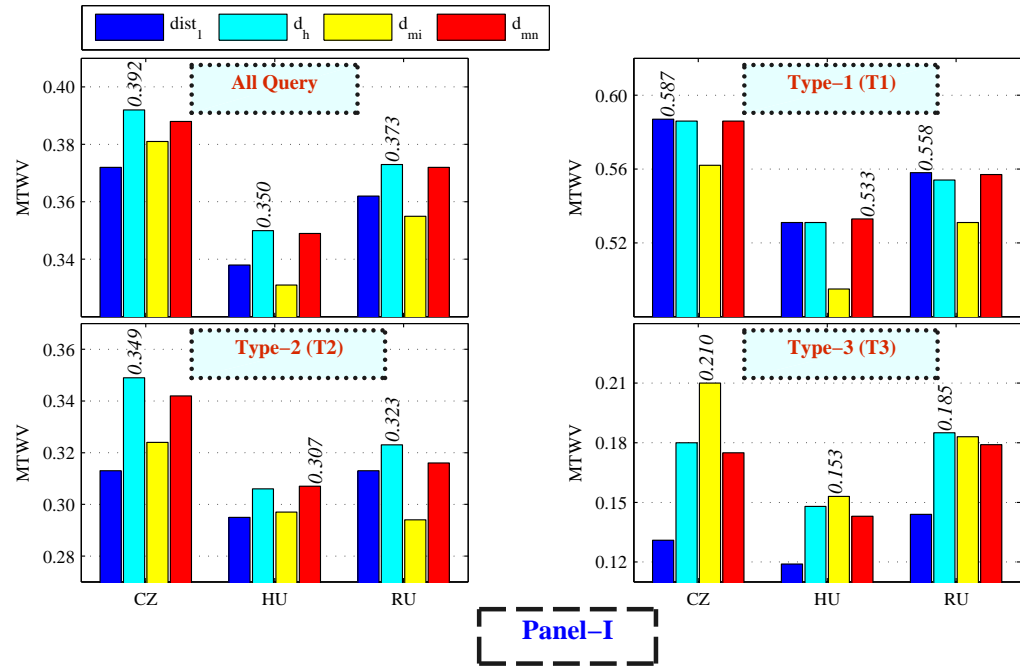 dist_1 d_h d_mi d_mn
All Query
0.392
0.350
0.373
0.40
0.38
0.36
0.34
MTWV
Type−1 (T1)
0.587
0.533
0.558
0.60
0.56
0.52
MTWV
Type−2 (T2)
0.349
0.307
0.323
0.36
0.34
0.32
0.30
0.28
MTWV
CZ HU RU
Type−3 (T3)
0.210
0.153
0.185
0.21
0.18
0.15
0.12
MTWV
CZ HU RU
Panel−I